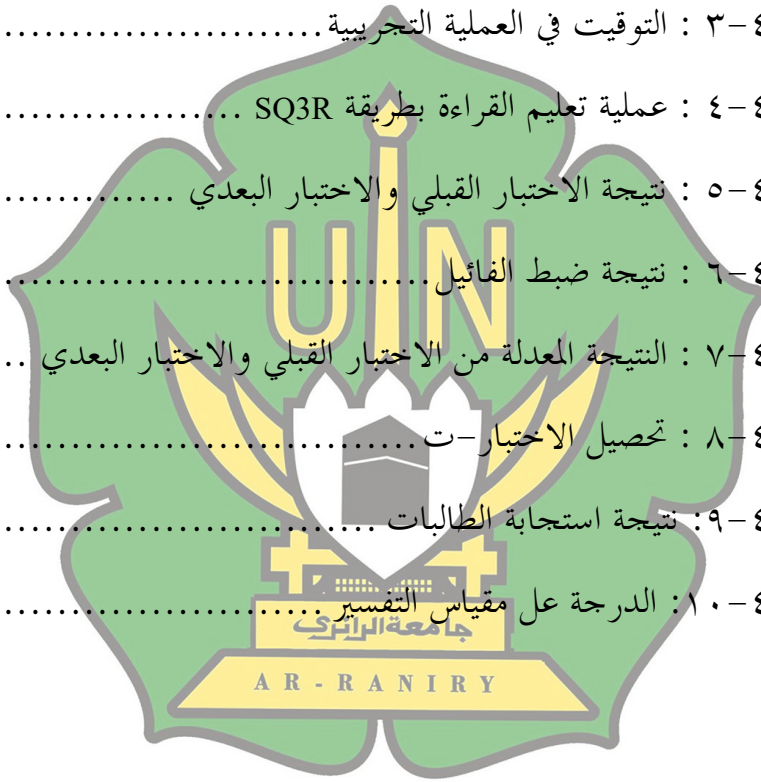 ٤-٣ : التوقيت في العملية التجريبية........................
٤-٤ : عملية تعليم القراءة بطريقة SQ3R ..................
٤-٥ : نتيجة الاختبار القبلي والاختبار البعدي .............
٤-٦ : نتيجة ضبط الفائيل................................
٤-٧ : النتيجة المعدلة من الاختبار القبلي والاختبار البعدي ..
٤-٨ : تحصيل الاختبار-ت...............................
٤-٩: نتيجة استجابة الطالبات ............................
٤-١٠: الدرجة عل مقياس التفسير ........................
UIN
جامعة الرانري
AR-RANIRY